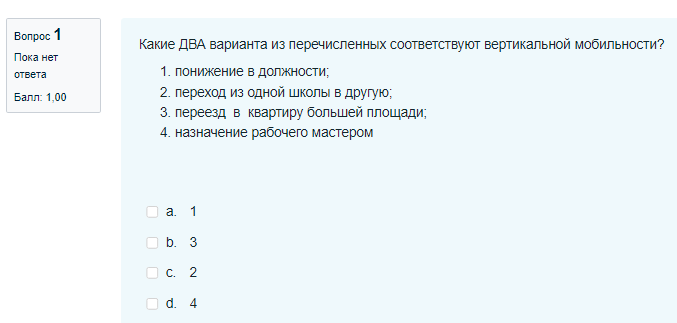 Вопрос 1
Пока нет
ответа
Балл: 1,00
Какие ДВА варианта из перечисленных соответствуют вертикальной мобильности?
1. понижение в должности;
2. переход из одной школы в другую;
3. переезд в квартиру большей площади;
4. назначение рабочего мастером
a. 1
b. 3
c. 2
d. 4